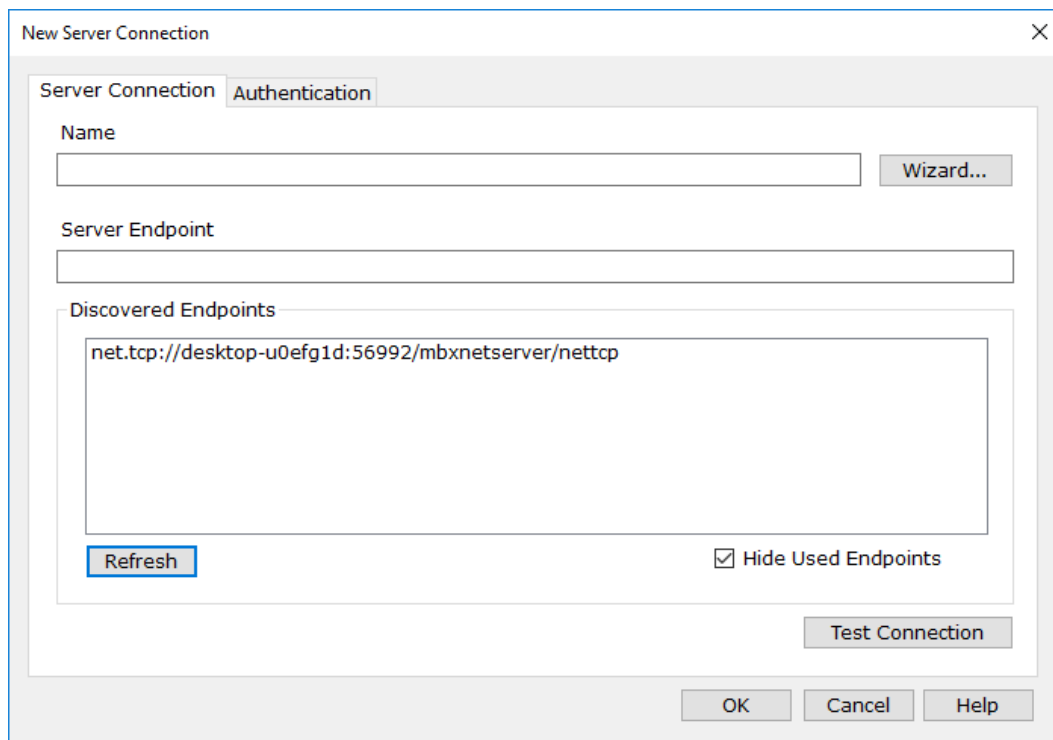 New Server Connection
Server Connection
Authentication
Name
Wizard...
Server Endpoint
Discovered Endpoints
net.tcp://desktop-u0efg1d:56992/mbxnetserver/nettcp
Refresh
Hide Used Endpoints
Test Connection
OK
Cancel
Help